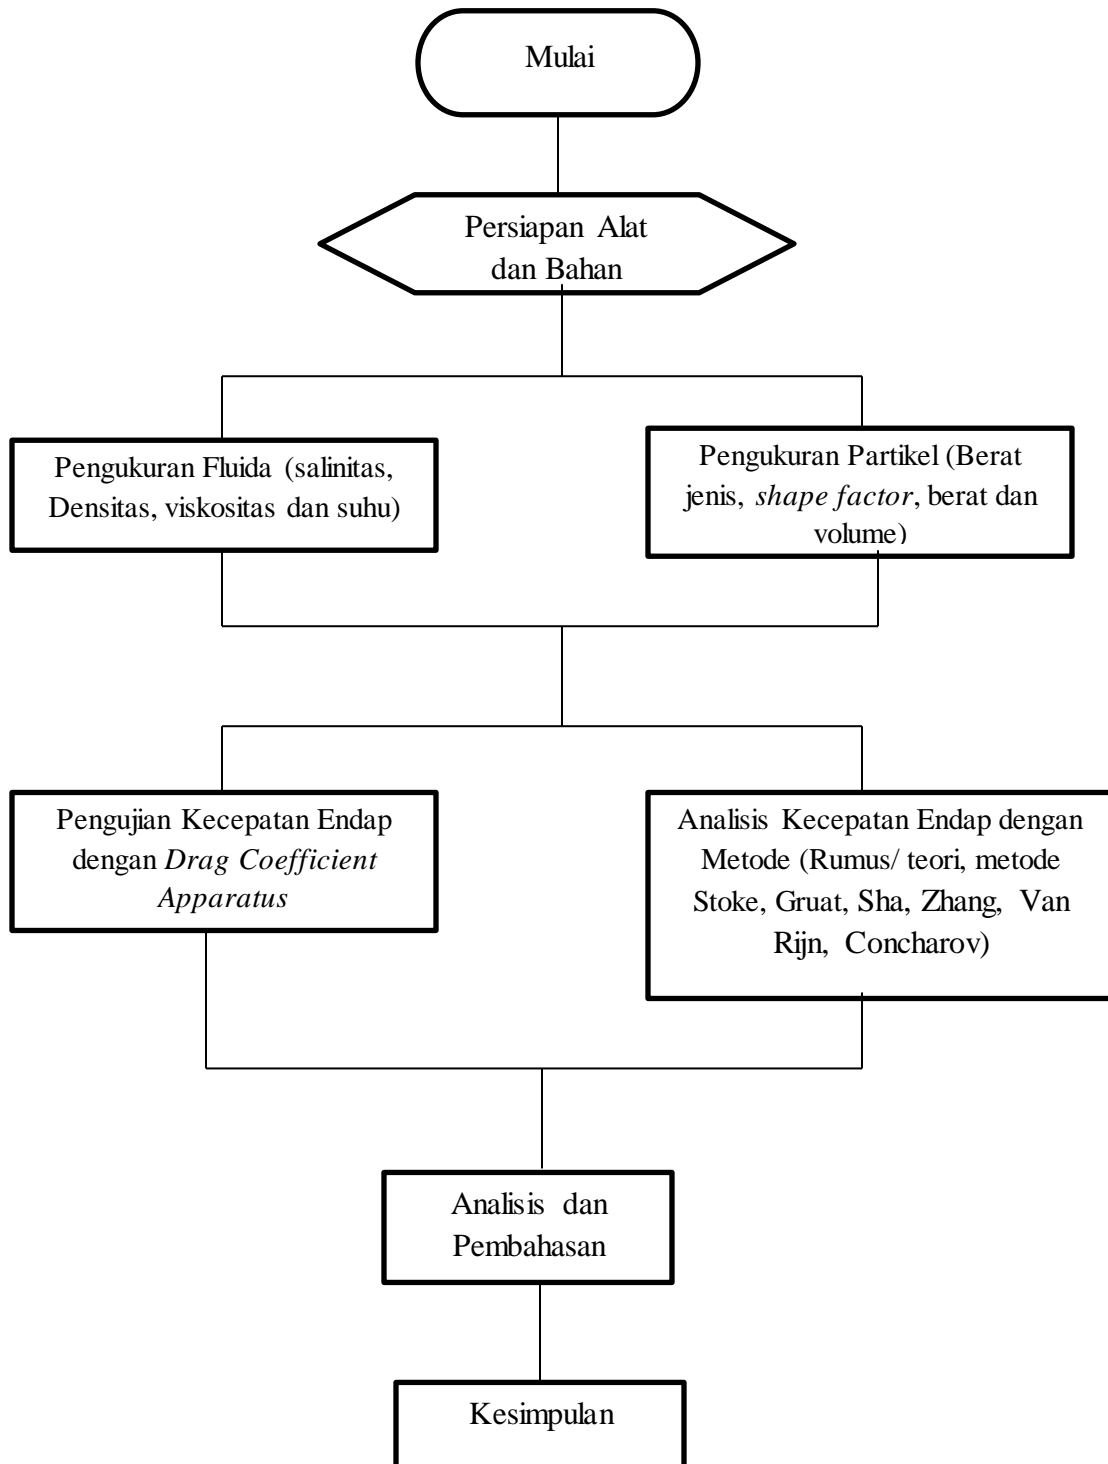 Mulai
Persiapan Alat
dan Bahan
Pengukuran Fluida (salinitas,
Densitas, viskositas dan suhu)
Pengukuran Partikel (Berat
jenis, shape factor, berat dan
volume)
Pengujian Kecepatan Endap
dengan Drag Coefficient
Apparatus
Analisis Kecepatan Endap dengan
Metode (Rumus/ teori, metode
Stoke, Gruat, Sha, Zhang, Van
Rijn, Concharov)
Analisis dan
Pembahasan
Kesimpulan